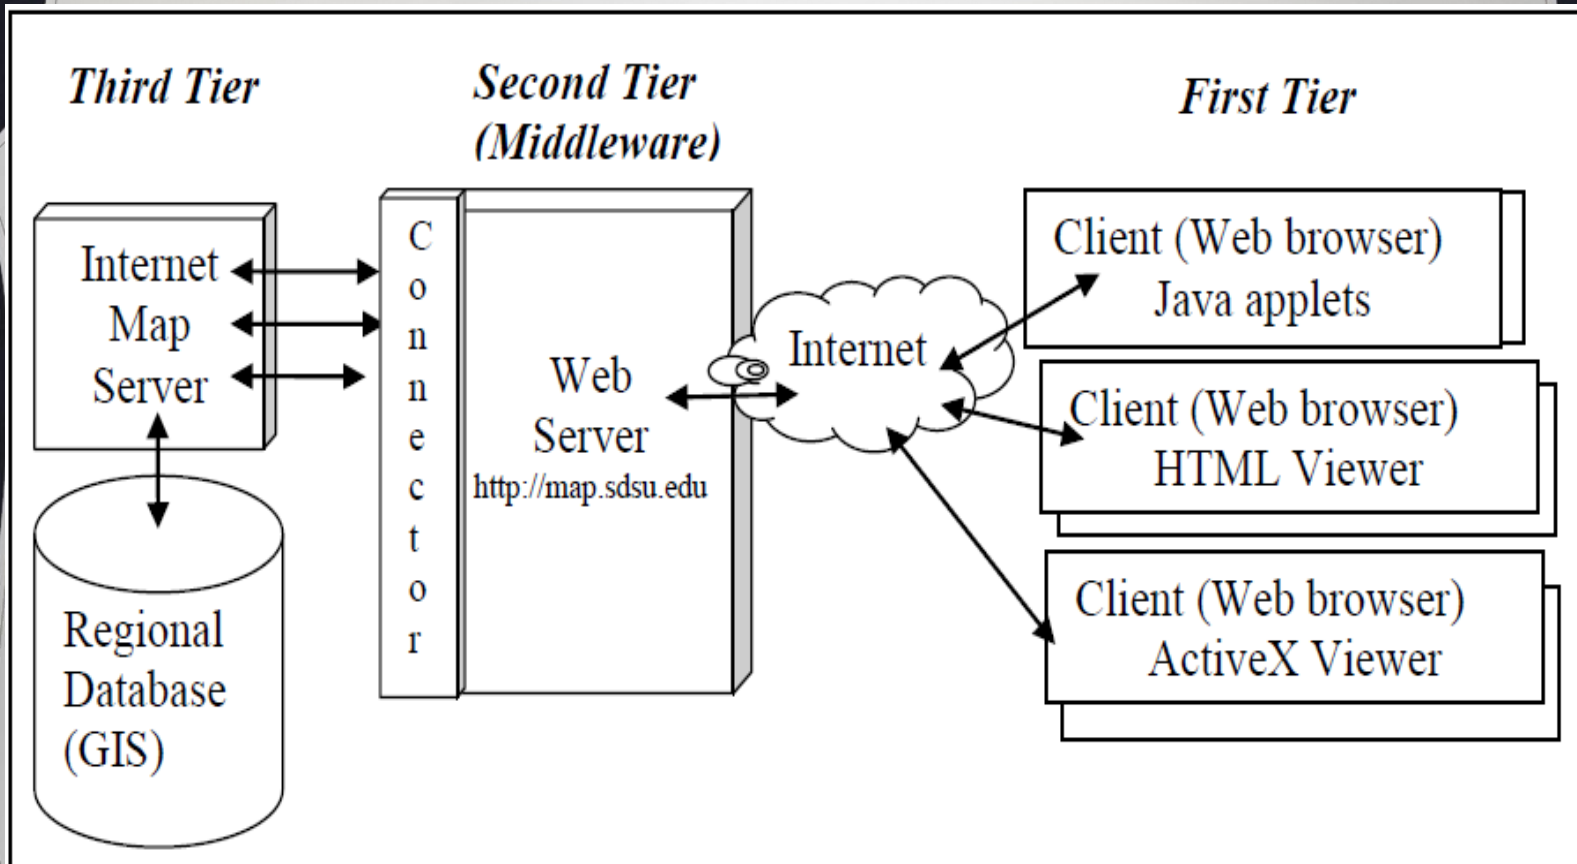 Third Tier
Second Tier
(Middleware)
First Tier
Internet
Map
Server
Regional
Database
(GIS)
Connector
Web
Server
http://map.sdsu.edu
Internet
Client (Web browser)
Java applets
Client (Web browser)
HTML Viewer
Client (Web browser)
ActiveX Viewer